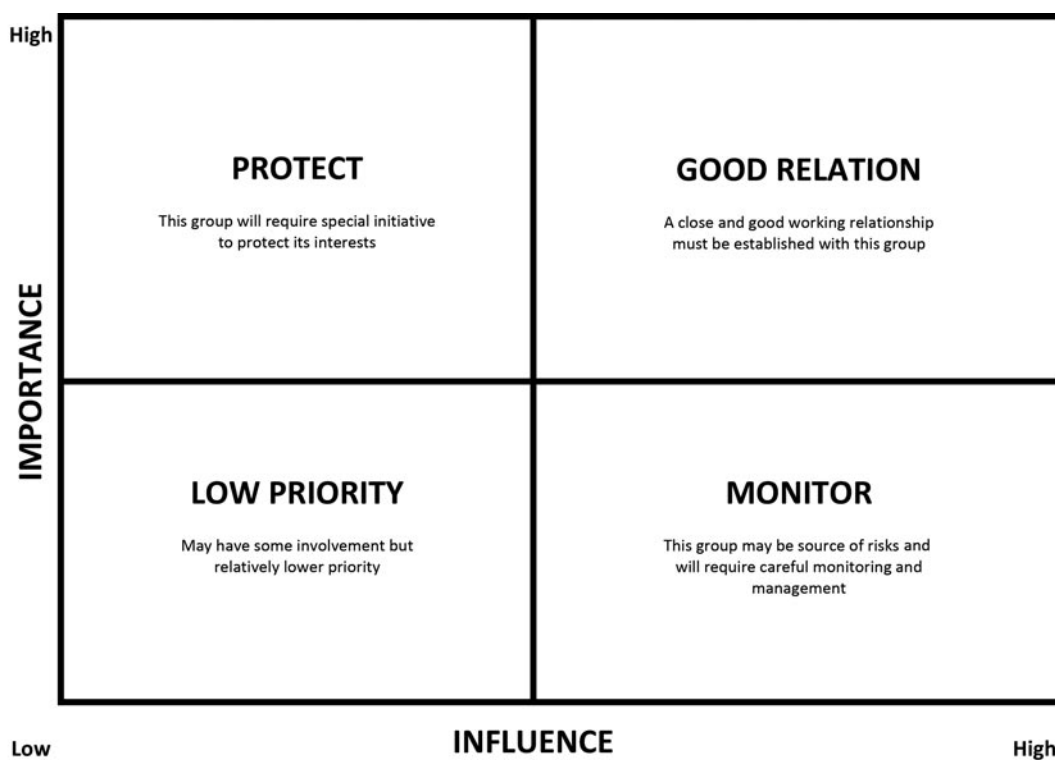 High
PROTECT
This group will require special initiative
to protect its interests
GOOD RELATION
A close and good working relationship
must be established with this group
IMPORTANCE
LOW PRIORITY
May have some involvement but
relatively lower priority
MONITOR
This group may be source of risks and
will require careful monitoring and
management
Low
INFLUENCE
High